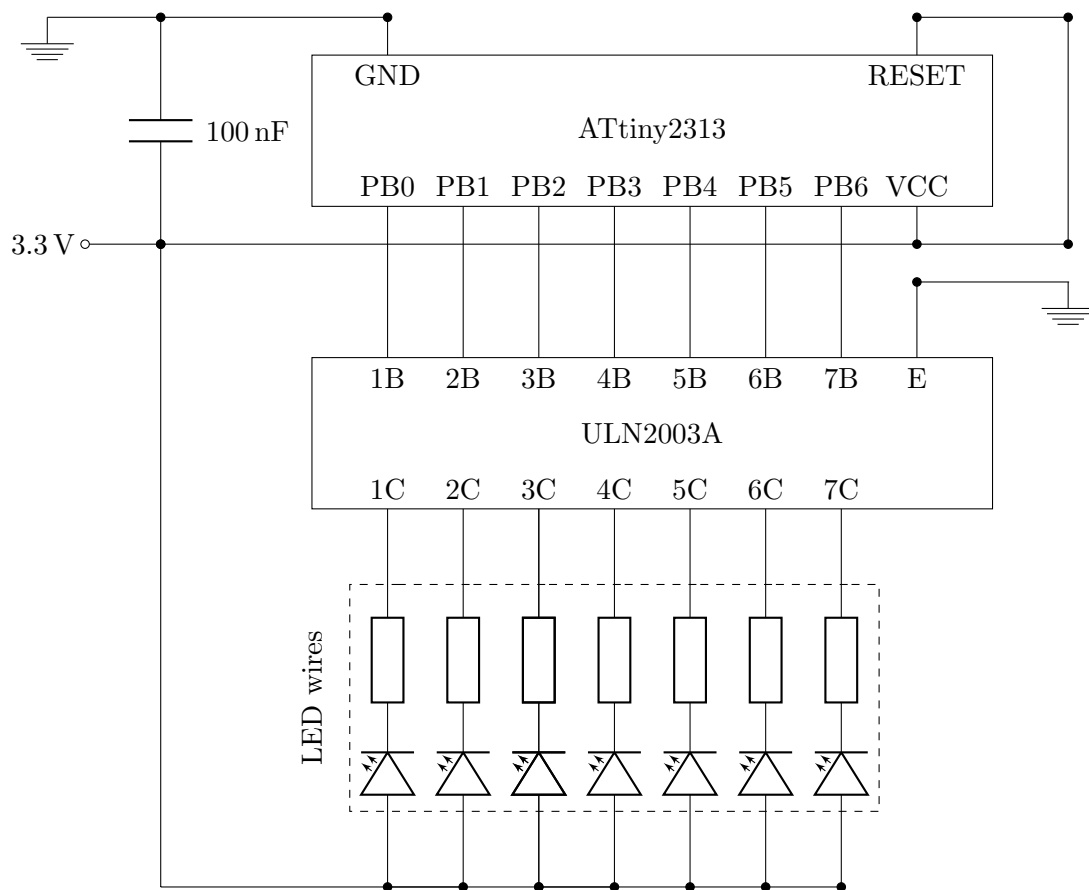 GND RESET
100 nF ATtiny2313
PB0 PB1 PB2 PB3 PB4 PB5 PB6 VCC
3.3 V
1B 2B 3B 4B 5B 6B 7B E
ULN2003A
1C 2C 3C 4C 5C 6C 7C
LED wires